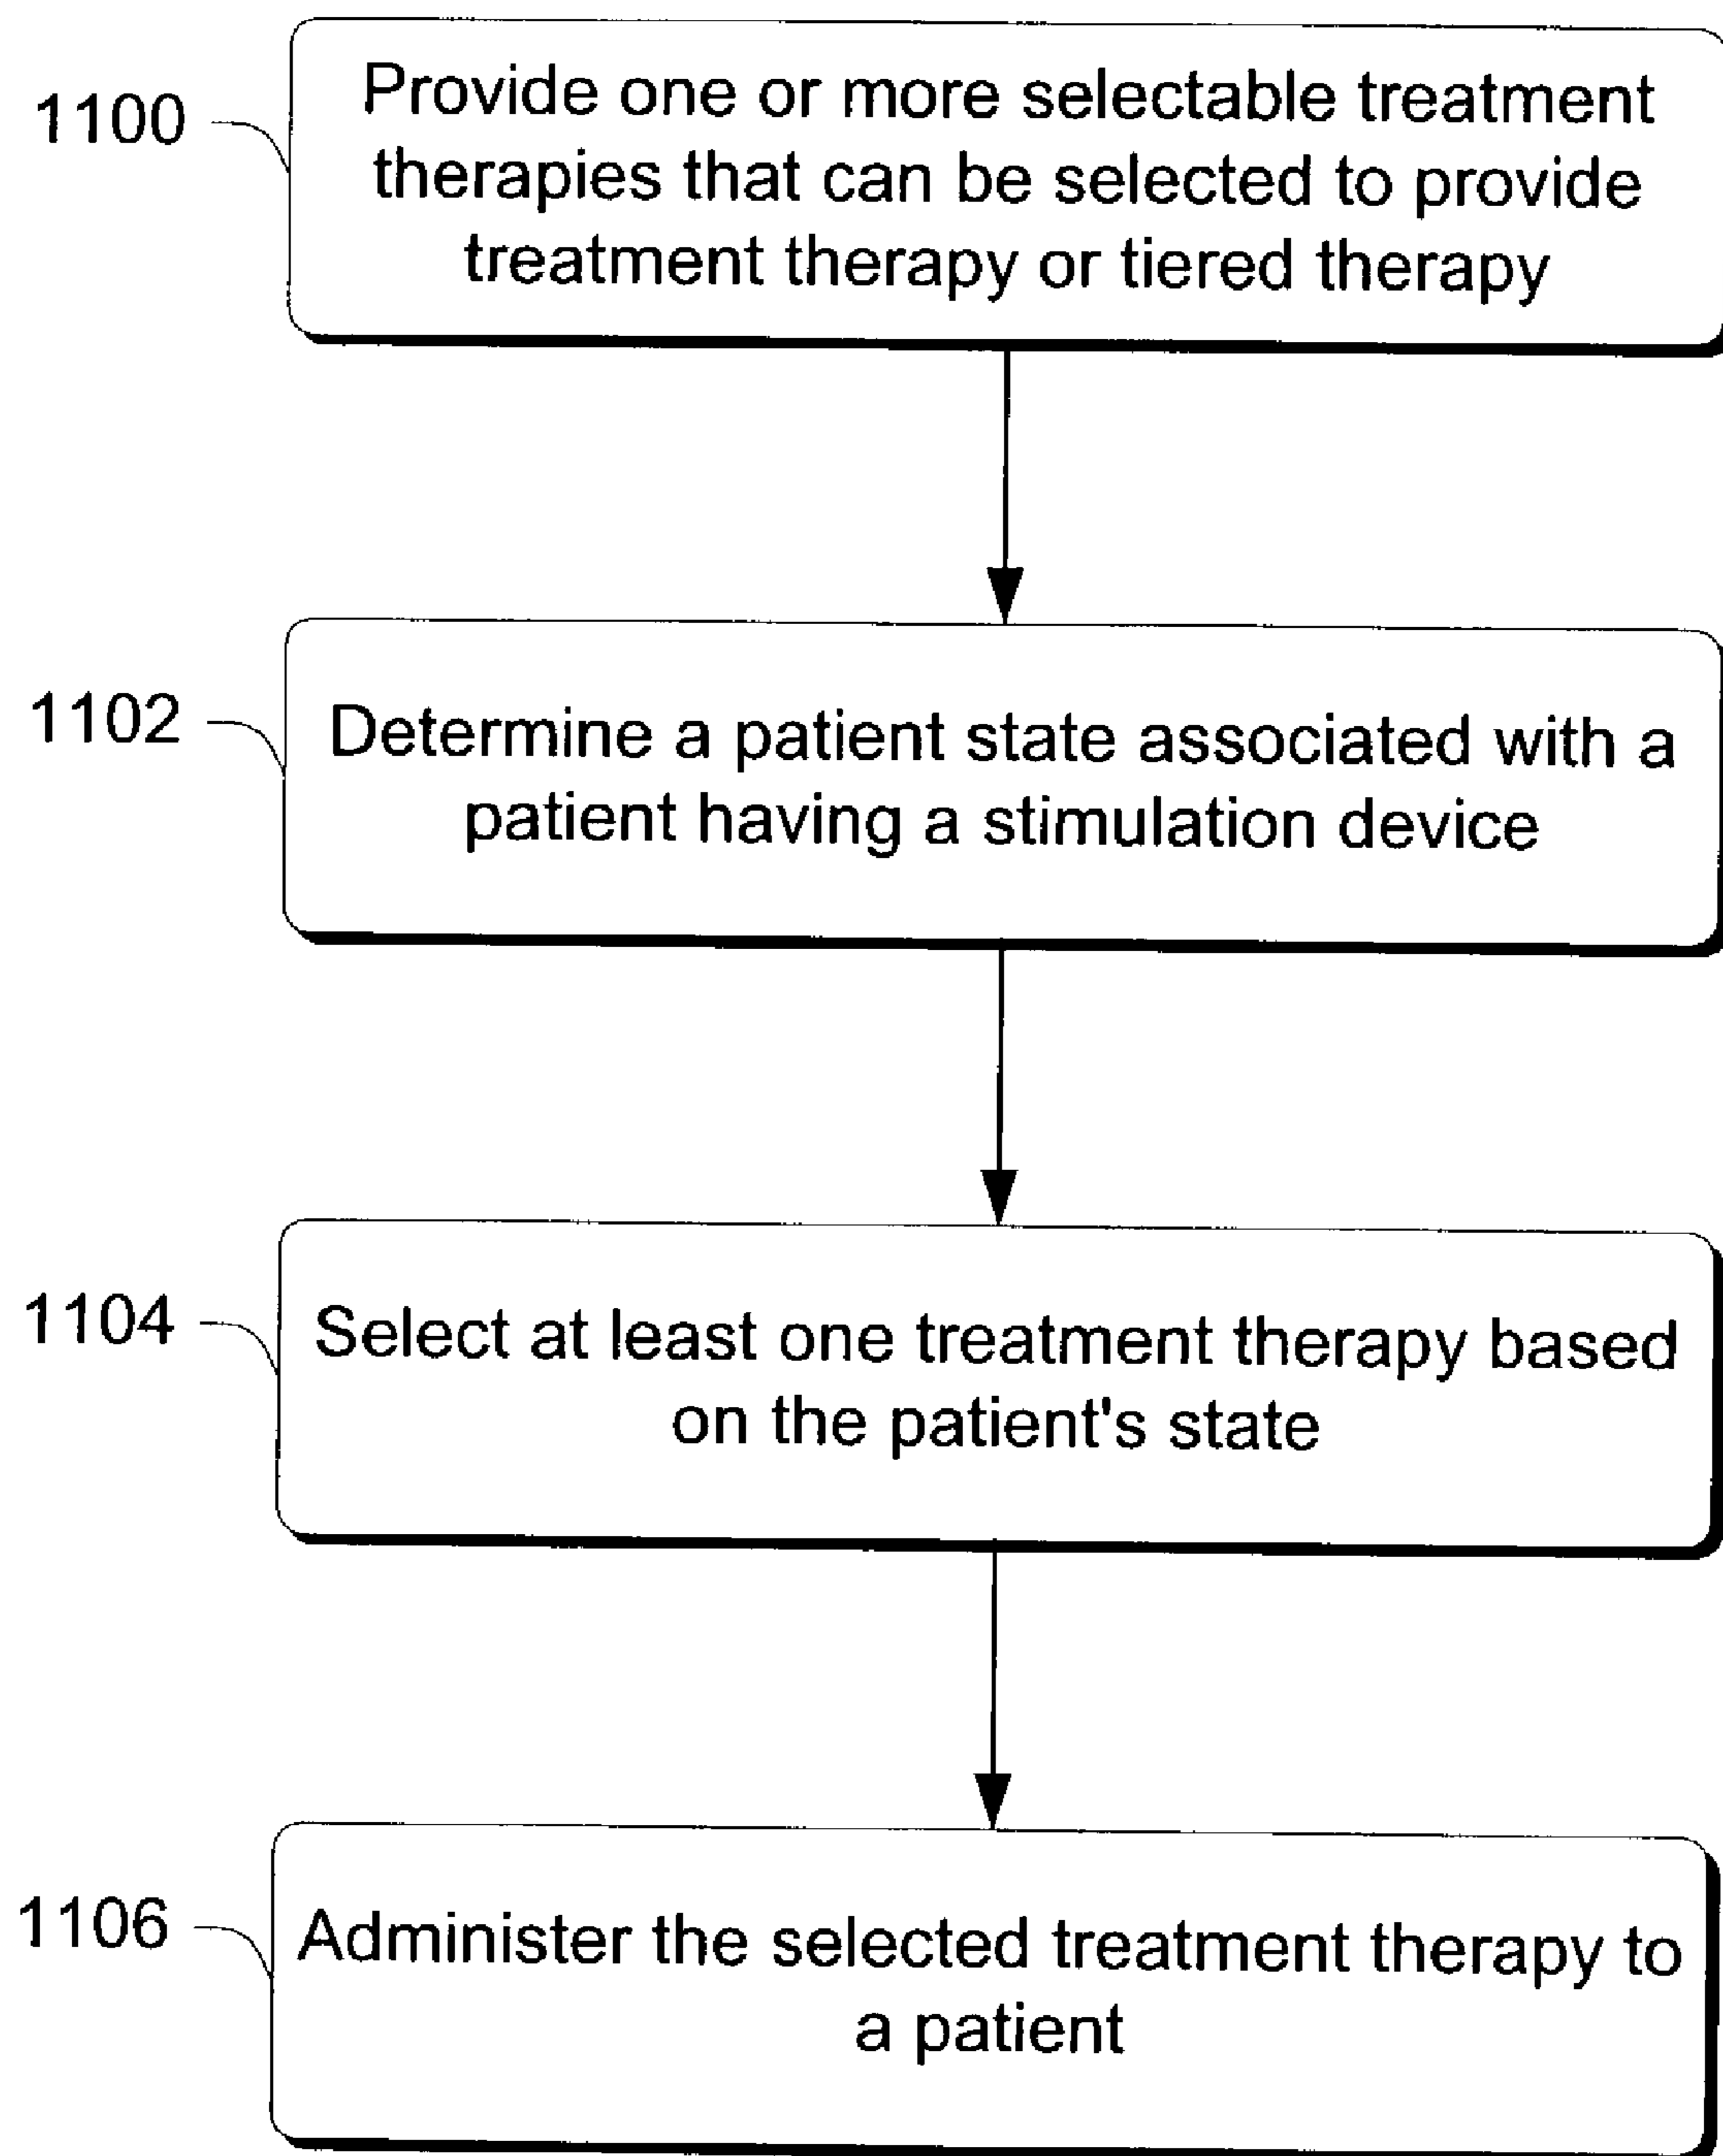 1100
Provide one or more selectable treatment
therapies that can be selected to provide
treatment therapy or tiered therapy
1102
Determine a patient state associated with a
patient having a stimulation device
1104
Select at least one treatment therapy based
on the patient's state
1106
Administer the selected treatment therapy to
a patient